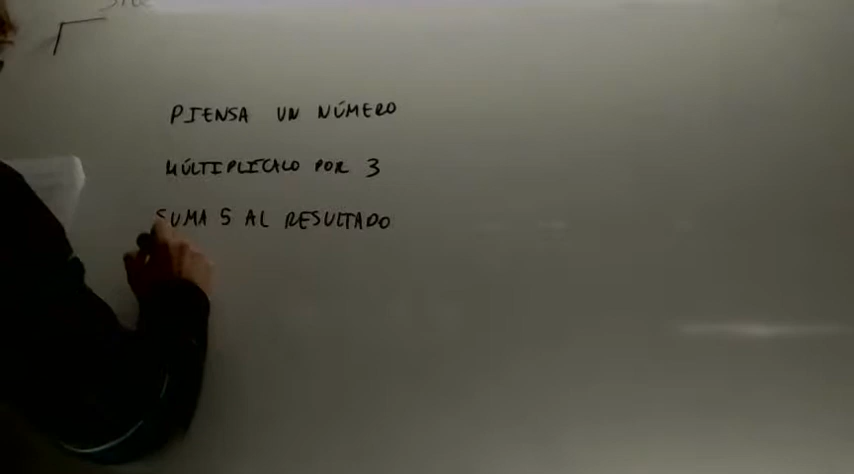 PIENSA UN NÚMERO
MÚLTIPLICALO POR 3
SUMA 5 AL RESULTADO